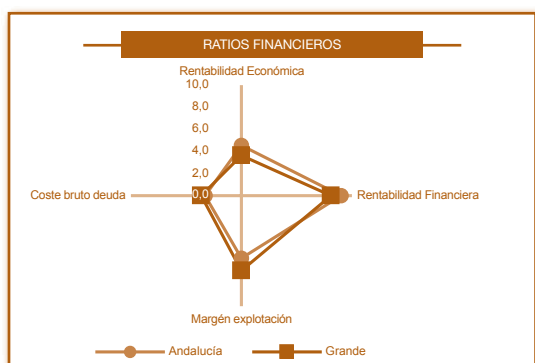 RATIOS FINANCIEROS
Rentabilidad Económica
10,0
8,0
6,0
4,0
2,0
0,0
Coste bruto deuda
Rentabilidad Financiera
Margén explotación
Andalucía
Grande